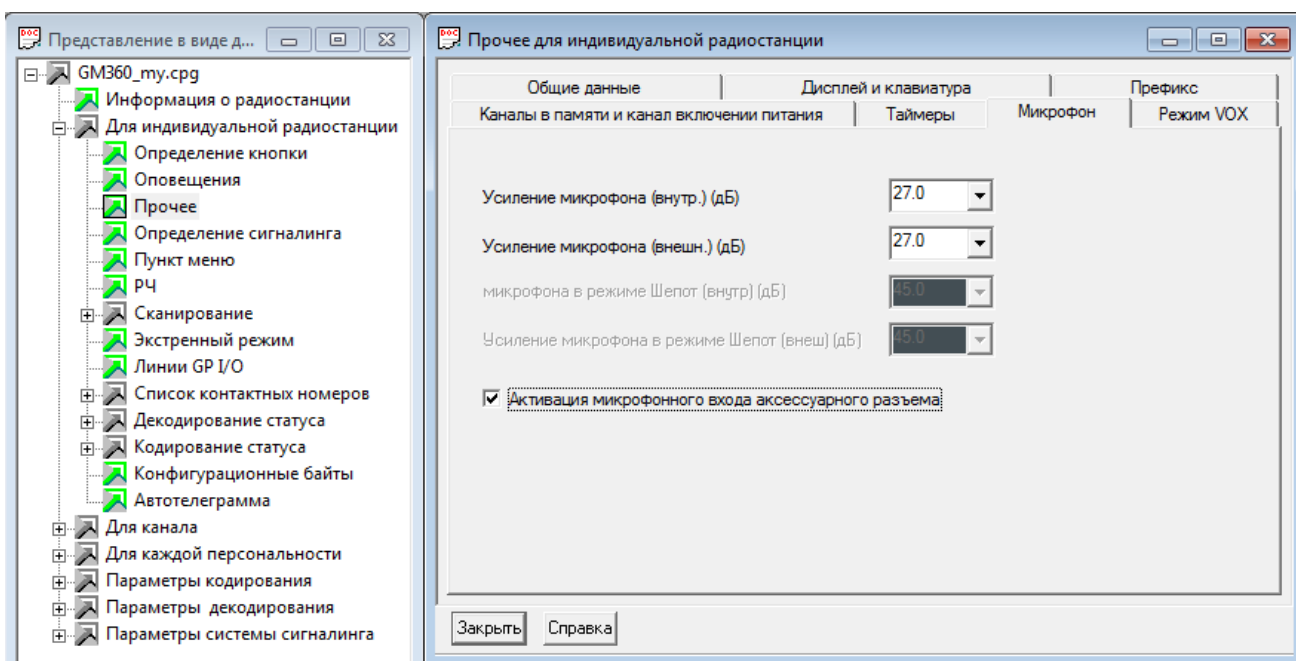 Представление в виде д...
GM360_my.cpg
Информация о радиостанции
Для индивидуальной радиостанции
Определение кнопки
Оповещения
Прочее
Определение сигналинга
Пункт меню
РЧ
Сканирование
Экстренный режим
Линии GP I/O
Список контактных номеров
Декодирование статуса
Кодирование статуса
Конфигурационные байты
Автотелеграмма
Для канала
Для каждой персональности
Параметры кодирования
Параметры декодирования
Параметры системы сигналинга
Прочее для индивидуальной радиостанции
Общие данные Дисплей и клавиатура Префикс
Каналы в памяти и канал включении питания Таймеры Микрофон Режим VOX
Усиление микрофона (внутр.) (дБ) 27.0
Усиление микрофона (внешн.) (дБ) 27.0
микрофона в режиме Шепот (внутр) (дБ) 45.0
Усиление микрофона в режиме Шепот (внеш) (дБ) 45.0
Активация микрофонного входа аксессуарного разъема
Закрыть Справка